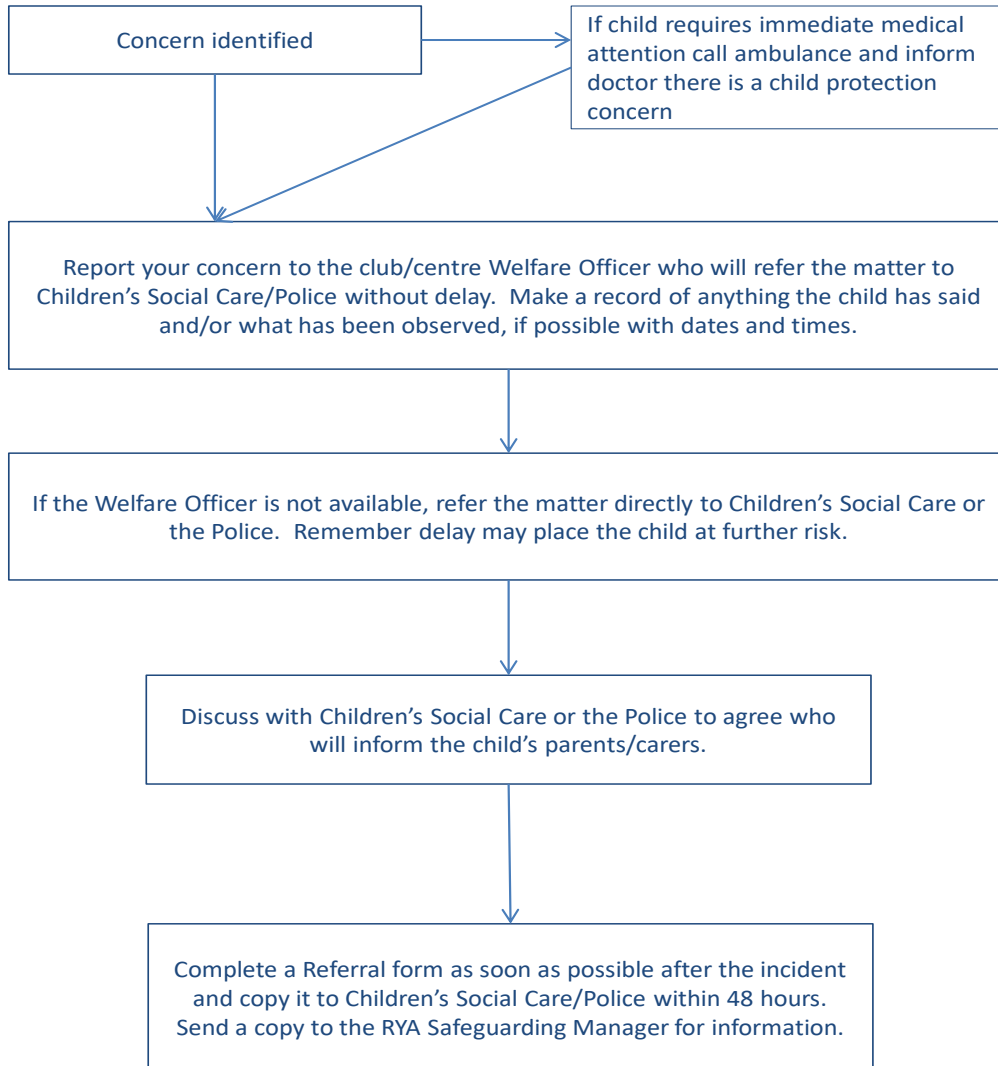 Concern identified
If child requires immediate medical
attention call ambulance and inform
doctor there is a child protection
concern
Report your concern to the club/centre Welfare Officer who will refer the matter to
Children’s Social Care/Police without delay.  Make a record of anything the child has said
and/or what has been observed, if possible with dates and times.
If the Welfare Officer is not available, refer the matter directly to Children’s Social Care or
the Police.  Remember delay may place the child at further risk.
Discuss with Children’s Social Care or the Police to agree who
will inform the child’s parents/carers.
Complete a Referral form as soon as possible after the incident
and copy it to Children’s Social Care/Police within 48 hours.
Send a copy to the RYA Safeguarding Manager for information.